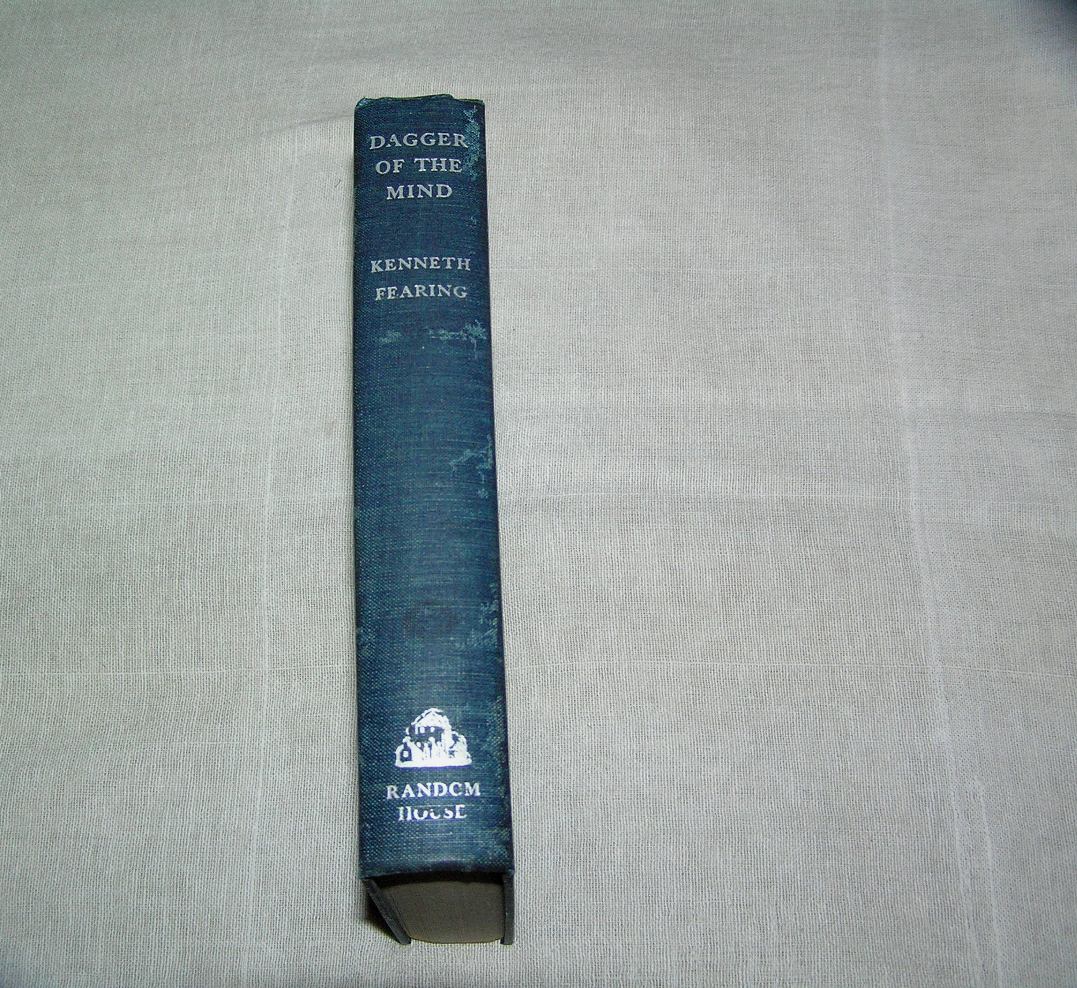 DAGGER
OF THE
MIND
KENNETH
FEARING
RANDOM
HOUSE